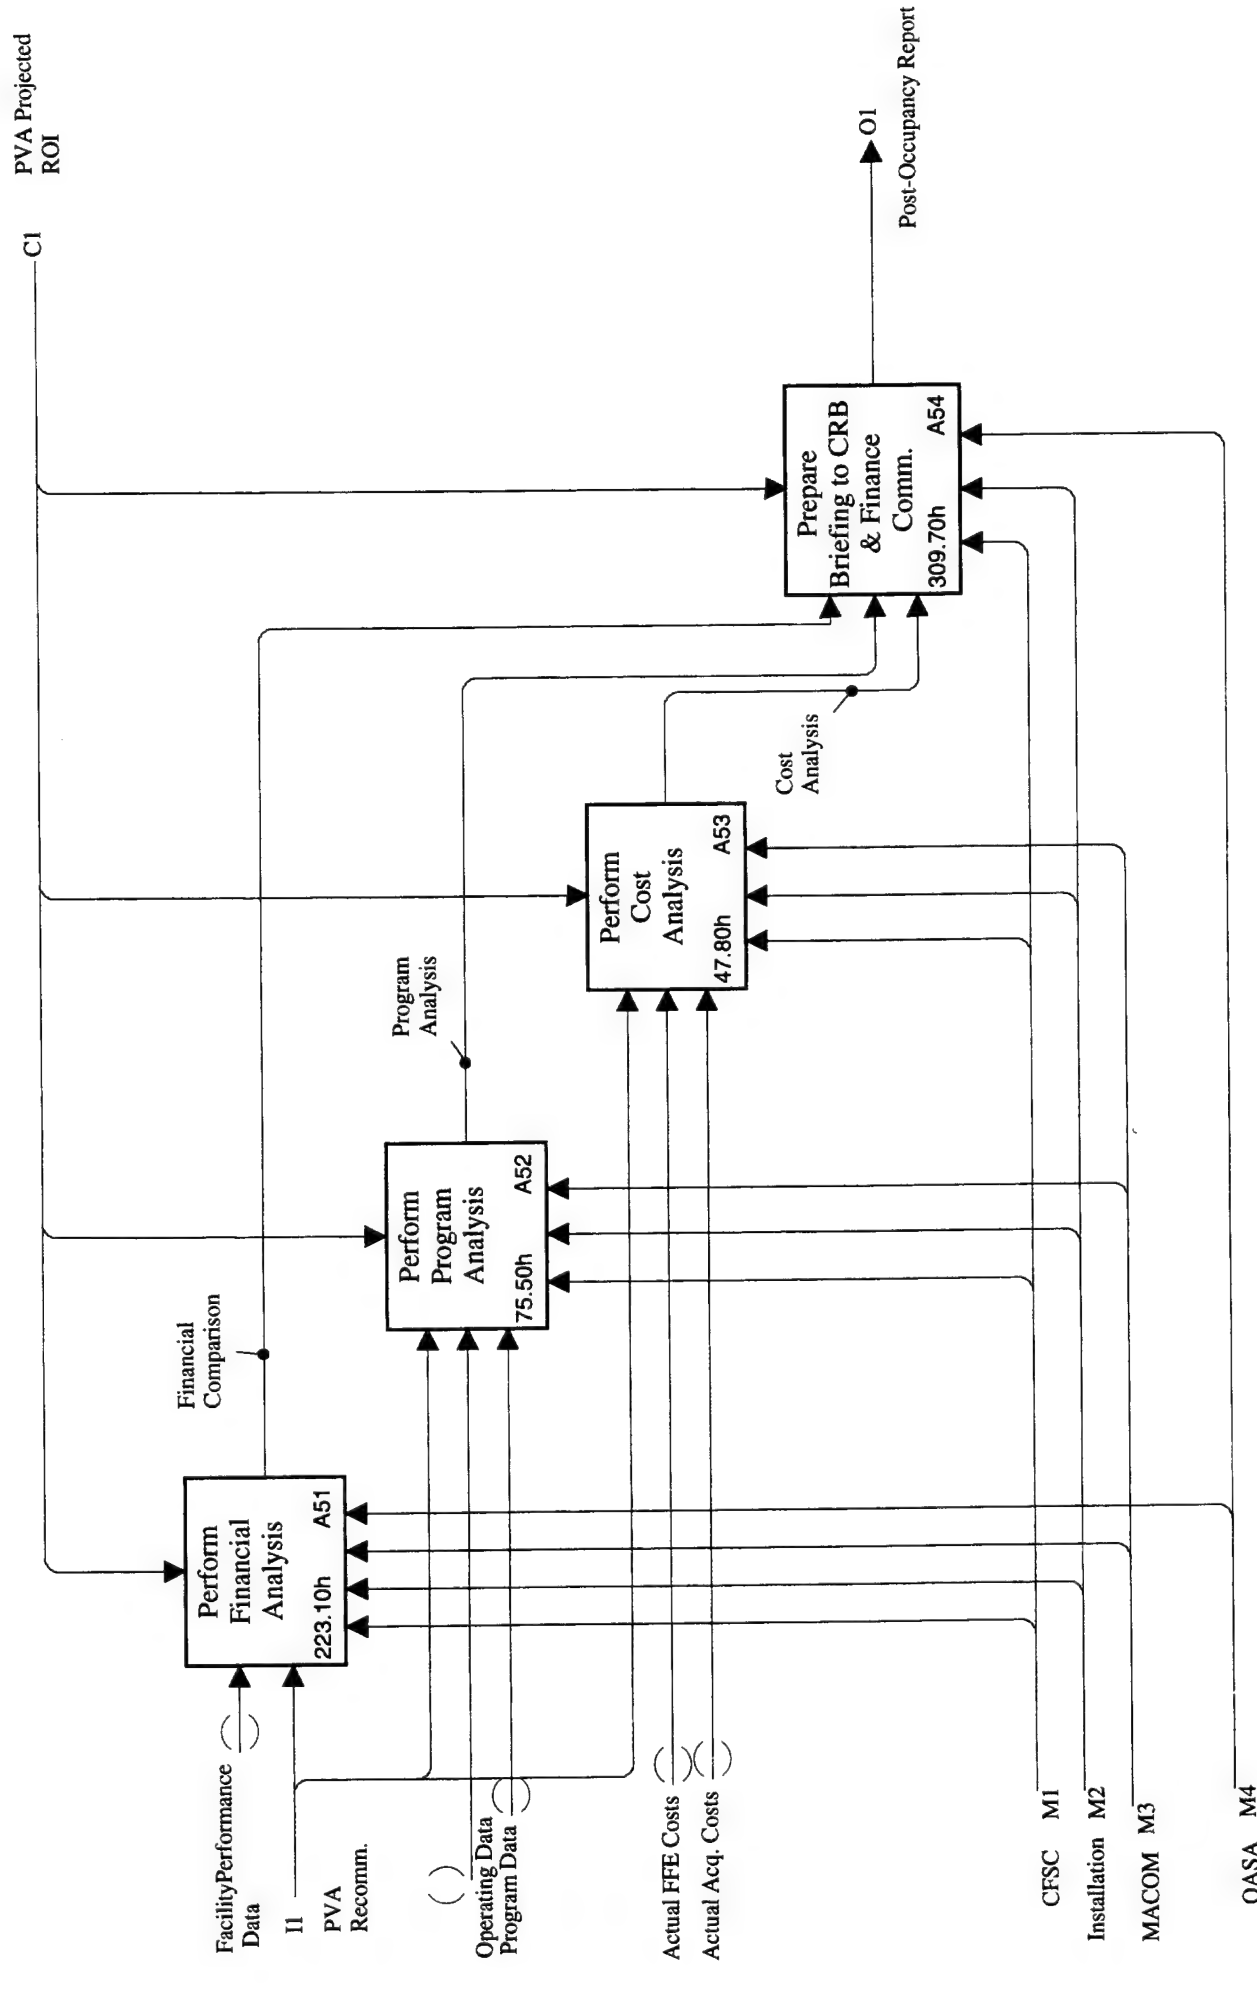 C1
PVA Projected
ROI
Perform
Financial
Analysis
223.10h
A51
Financial
Comparison
Perform
Program
Analysis
75.50h
A52
Program
Analysis
Perform
Cost
Analysis
47.80h
A53
Cost
Analysis
Prepare
Briefing to CRB
& Finance
Comm.
309.70h
A54
O1
Post-Occupancy Report
FacilityPerformance
Data
I1
PVA
Recomm.
Operating Data
Program Data
Actual FFE Costs
Actual Acq. Costs
CFSC M1
Installation M2
MACOM M3
OASA M4